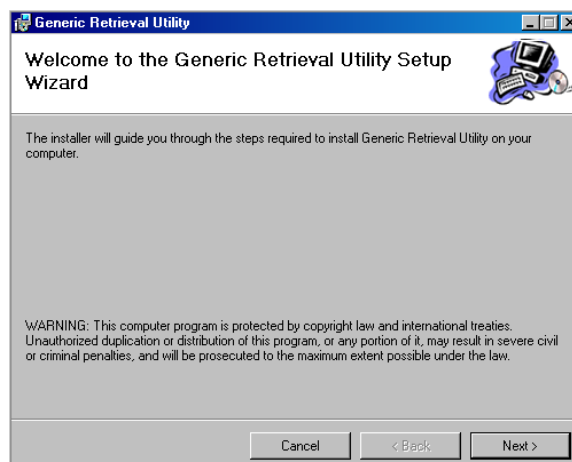 Generic Retrieval Utility
Welcome to the Generic Retrieval Utility Setup
Wizard
The installer will guide you through the steps required to install Generic Retrieval Utility on your
computer.
WARNING: This computer program is protected by copyright law and international treaties.
Unauthorized duplication or distribution of this program, or any portion of it, may result in severe civil
or criminal penalties, and will be prosecuted to the maximum extent possible under the law.
Cancel < Back Next >